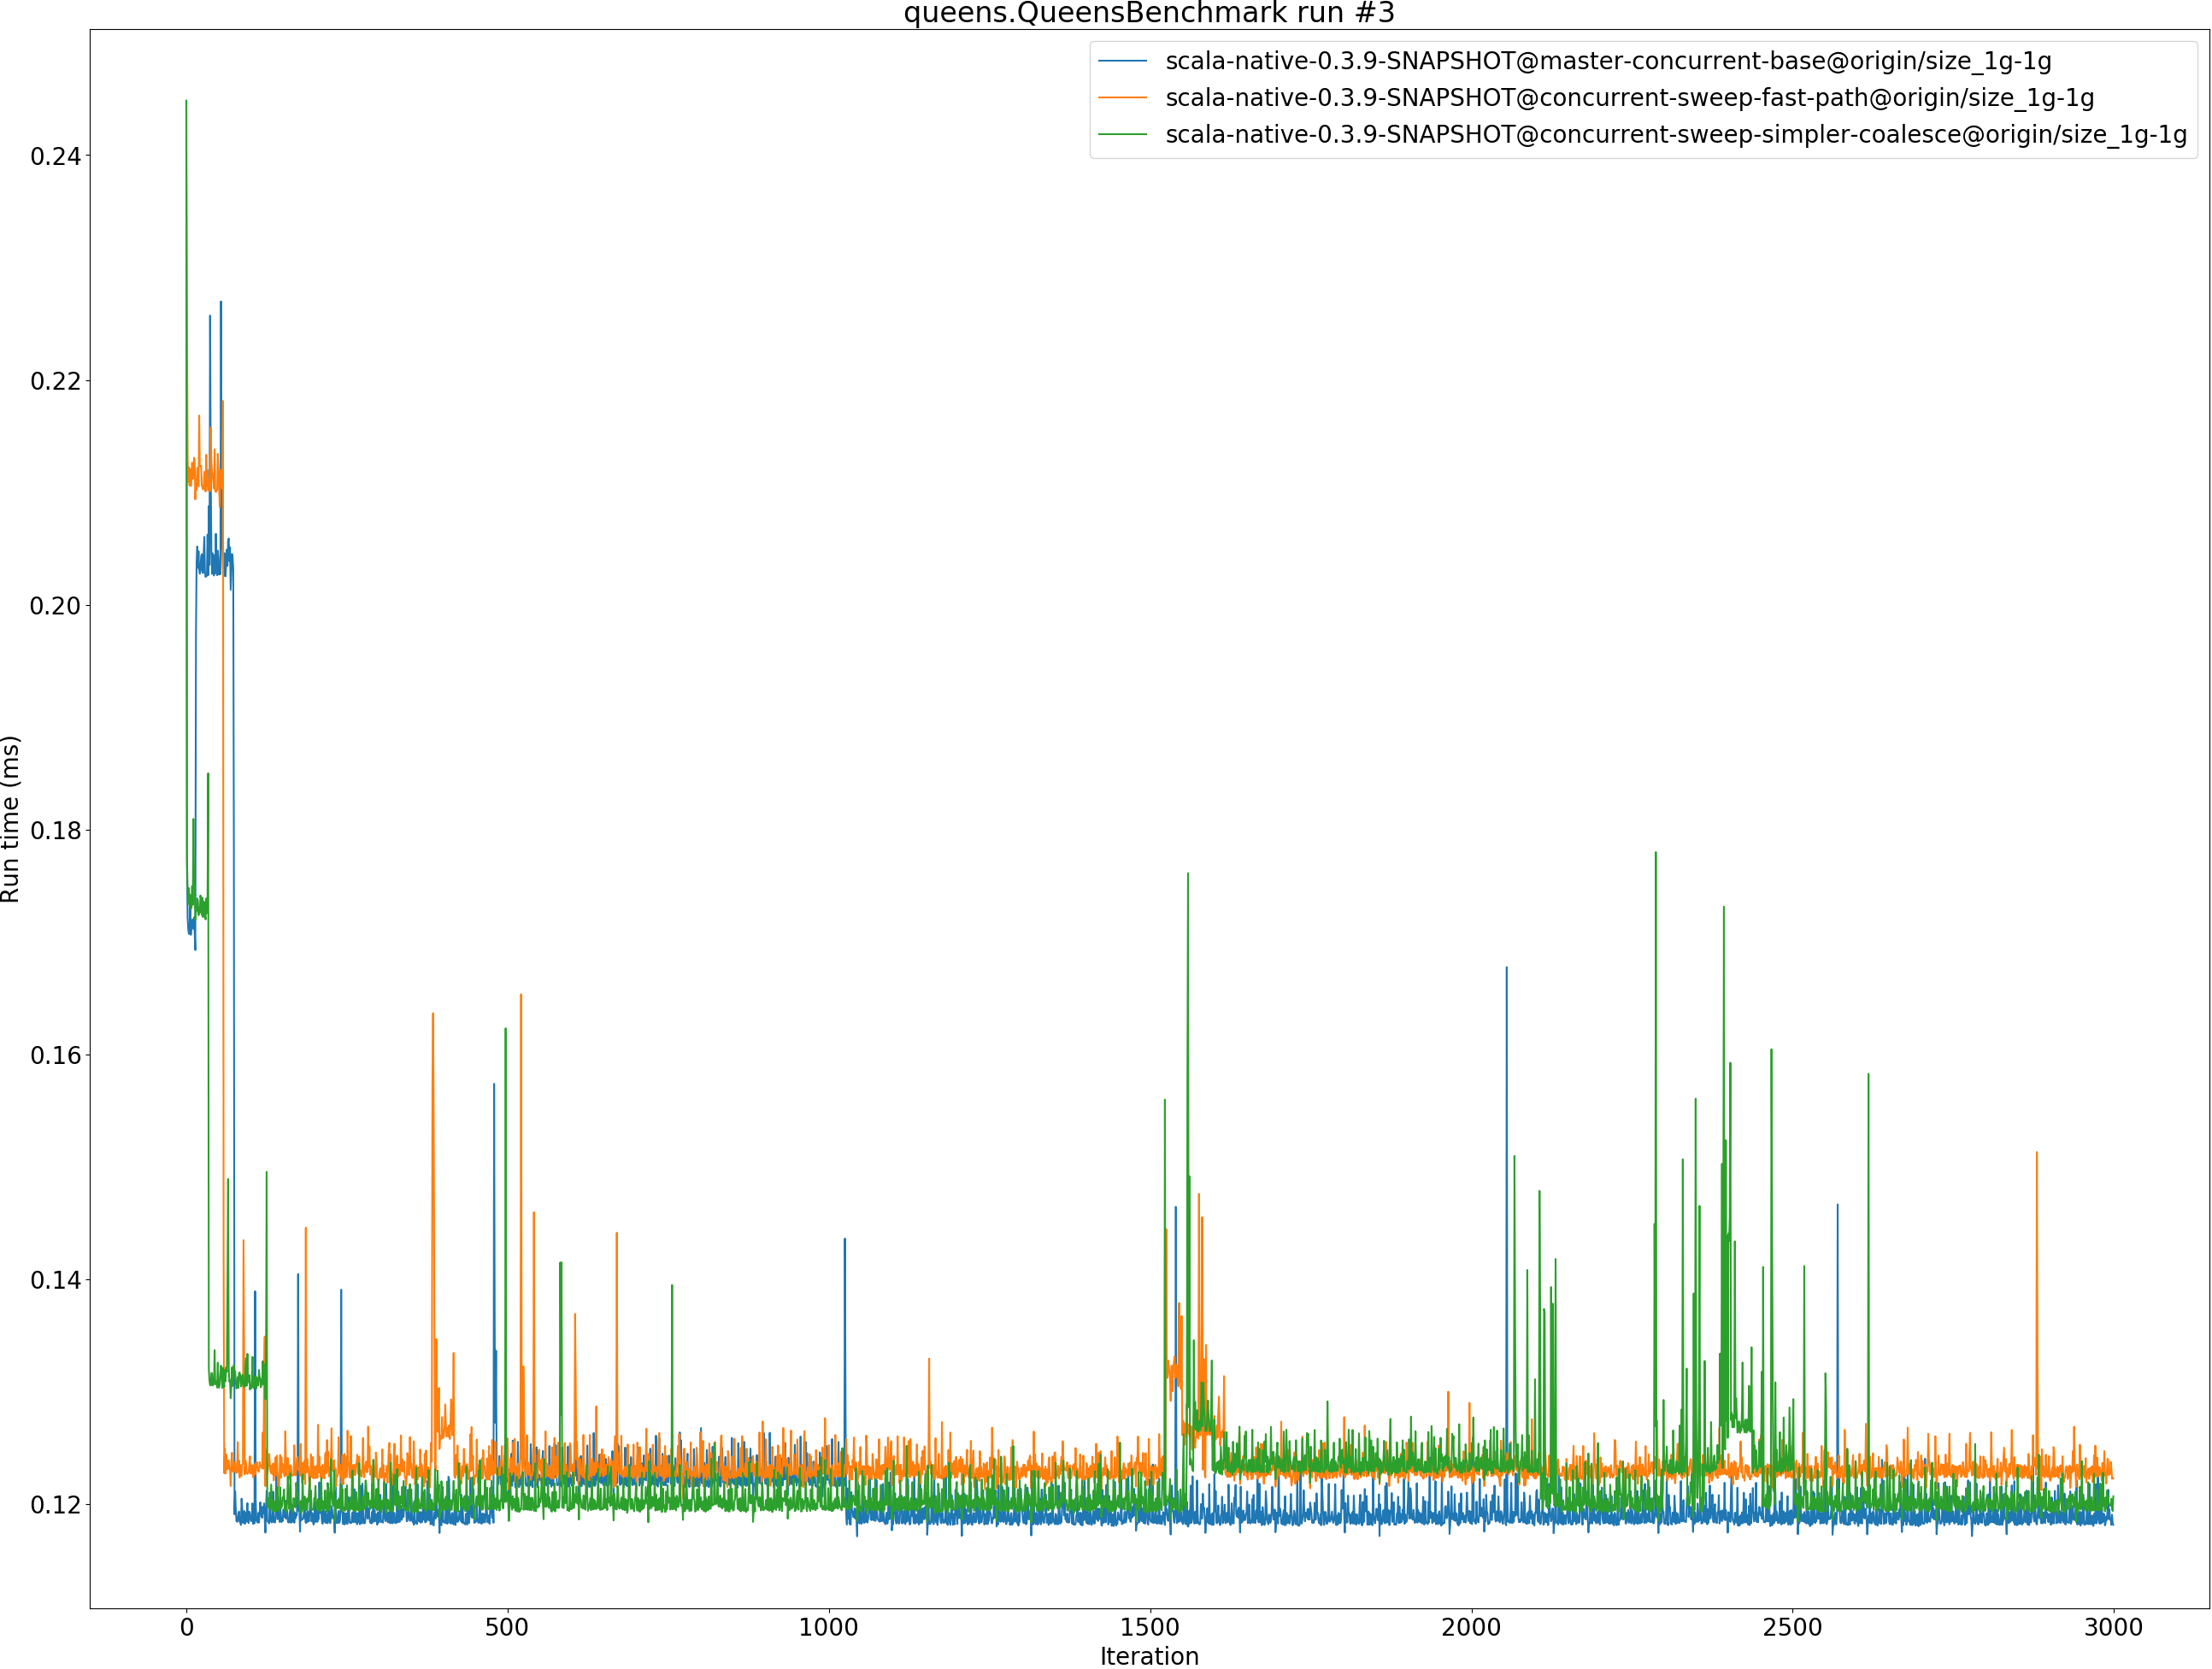 queens.QueensBenchmark run #3
scala-native-0.3.9-SNAPSHOT@master-concurrent-base@origin/size_1g-1g
scala-native-0.3.9-SNAPSHOT@concurrent-sweep-fast-path@origin/size_1g-1g
scala-native-0.3.9-SNAPSHOT@concurrent-sweep-simpler-coalesce@origin/size_1g-1g
0.24
0.22
0.20
0.18
0.16
0.14
0.12
Run time (ms)
0 500 1000 1500 2000 2500 3000
Iteration